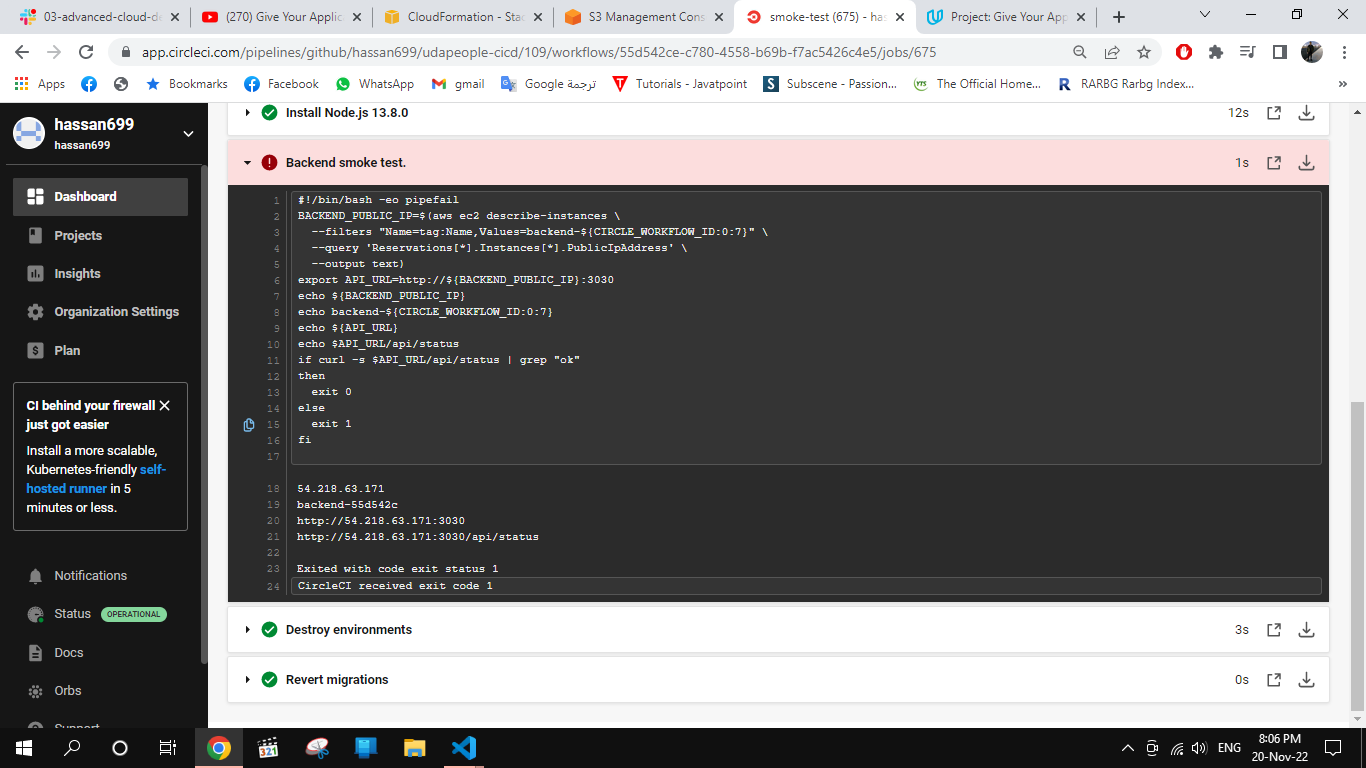 03-advanced-cloud-de
(270) Give Your Applic
CloudFormation - Stac
S3 Management Cons
smoke-test (675) - has
Project: Give Your App
app.circleci.com/pipelines/github/hassan699/udapeople-cicd/109/workflows/55d542ce-c780-4558-b69b-f7ac5426c4e5/jobs/675
Apps
Bookmarks
Facebook
WhatsApp
gmail
ترجمة Google
Tutorials - Javatpoint
Subscene - Passion...
The Official Home...
RARBG Rarbg Index...
hassan699
hassan699
Dashboard
Projects
Insights
Organization Settings
Plan
CI behind your firewall
just got easier
Install a more scalable,
Kubernetes-friendly self-
hosted runner in 5
minutes or less.
Notifications
Status OPERATIONAL
Docs
Orbs
Support
Install Node.js 13.8.0 12s
Backend smoke test. 1s
1 #!/bin/bash -eo pipefail
2 BACKEND_PUBLIC_IP=$(aws ec2 describe-instances \
3 --filters "Name=tag:Name,Values=backend-${CIRCLE_WORKFLOW_ID:0:7}" \
4 --query 'Reservations[*].Instances[*].PublicIpAddress' \
5 --output text)
6 export API_URL=http://${BACKEND_PUBLIC_IP}:3030
7 echo ${BACKEND_PUBLIC_IP}
8 echo backend-${CIRCLE_WORKFLOW_ID:0:7}
9 echo ${API_URL}
10 echo $API_URL/api/status
11 if curl -s $API_URL/api/status | grep "ok"
12 then
13 exit 0
14 else
15 exit 1
16 fi
17
18 54.218.63.171
19 backend-55d542c
20 http://54.218.63.171:3030
21 http://54.218.63.171:3030/api/status
22
23 Exited with code exit status 1
24 CircleCI received exit code 1
Destroy environments 3s
Revert migrations 0s
321
ENG
8:06 PM
20-Nov-22